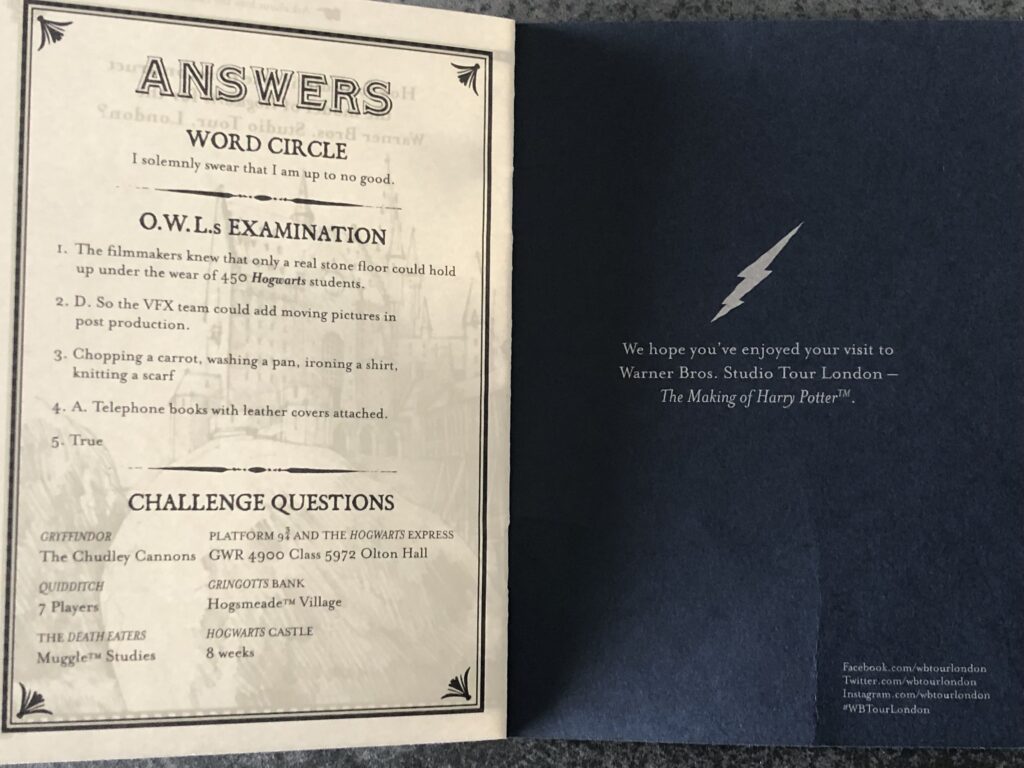 ANSWERS
WORD CIRCLE
I solemnly swear that I am up to no good.
O.W.L.s EXAMINATION
1. The filmmakers knew that only a real stone floor could hold
up under the wear of 450 Hogwarts students.
2. D. So the VFX team could add moving pictures in
post production.
3. Chopping a carrot, washing a pan, ironing a shirt,
knitting a scarf
4. A. Telephone books with leather covers attached.
5. True
CHALLENGE QUESTIONS
GRYFFINDOR
The Chudley Cannons
QUIDDITCH
7 Players
THE DEATH EATERS
Muggle™ Studies
PLATFORM 9¾ AND THE HOGWARTS EXPRESS
GWR 4900 Class 5972 Olton Hall
GRINGOTTS BANK
Hogsmeade™ Village
HOGWARTS CASTLE
8 weeks
We hope you've enjoyed your visit to
Warner Bros. Studio Tour London –
The Making of Harry Potter™.
Facebook.com/wbtourlondon
Twitter.com/wbtourlondon
Instagram.com/wbtourlondon
#WBTourLondon